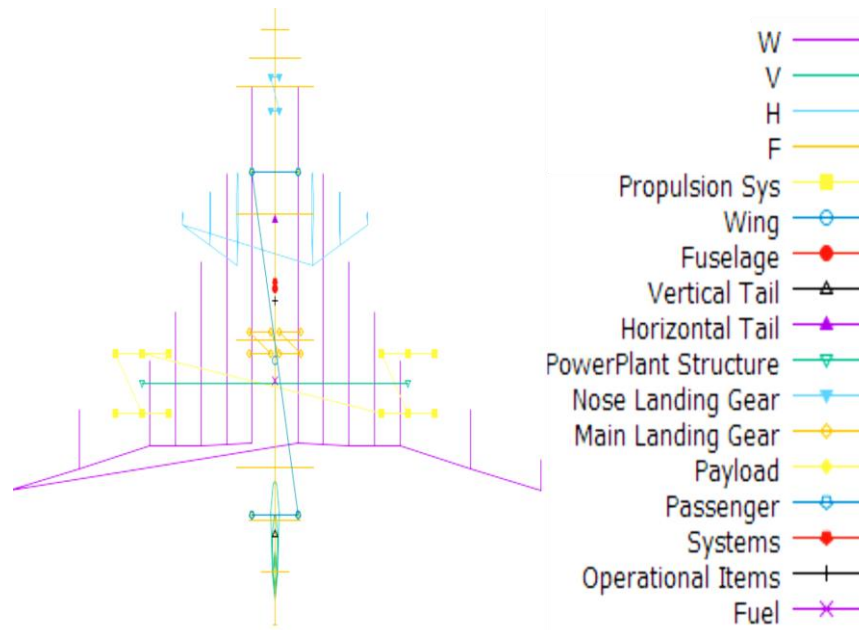 W
V
H
F
Propulsion Sys
Wing
Fuselage
Vertical Tail
Horizontal Tail
PowerPlant Structure
Nose Landing Gear
Main Landing Gear
Payload
Passenger
Systems
Operational Items
Fuel